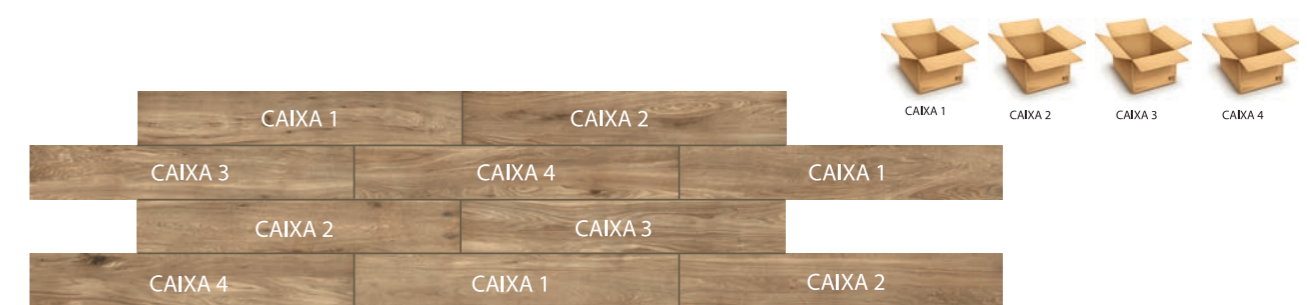 CAIXA 1 CAIXA 2 CAIXA 3 CAIXA 4
CAIXA 1 CAIXA 2
CAIXA 3 CAIXA 4 CAIXA 1
CAIXA 2 CAIXA 3
CAIXA 4 CAIXA 1 CAIXA 2